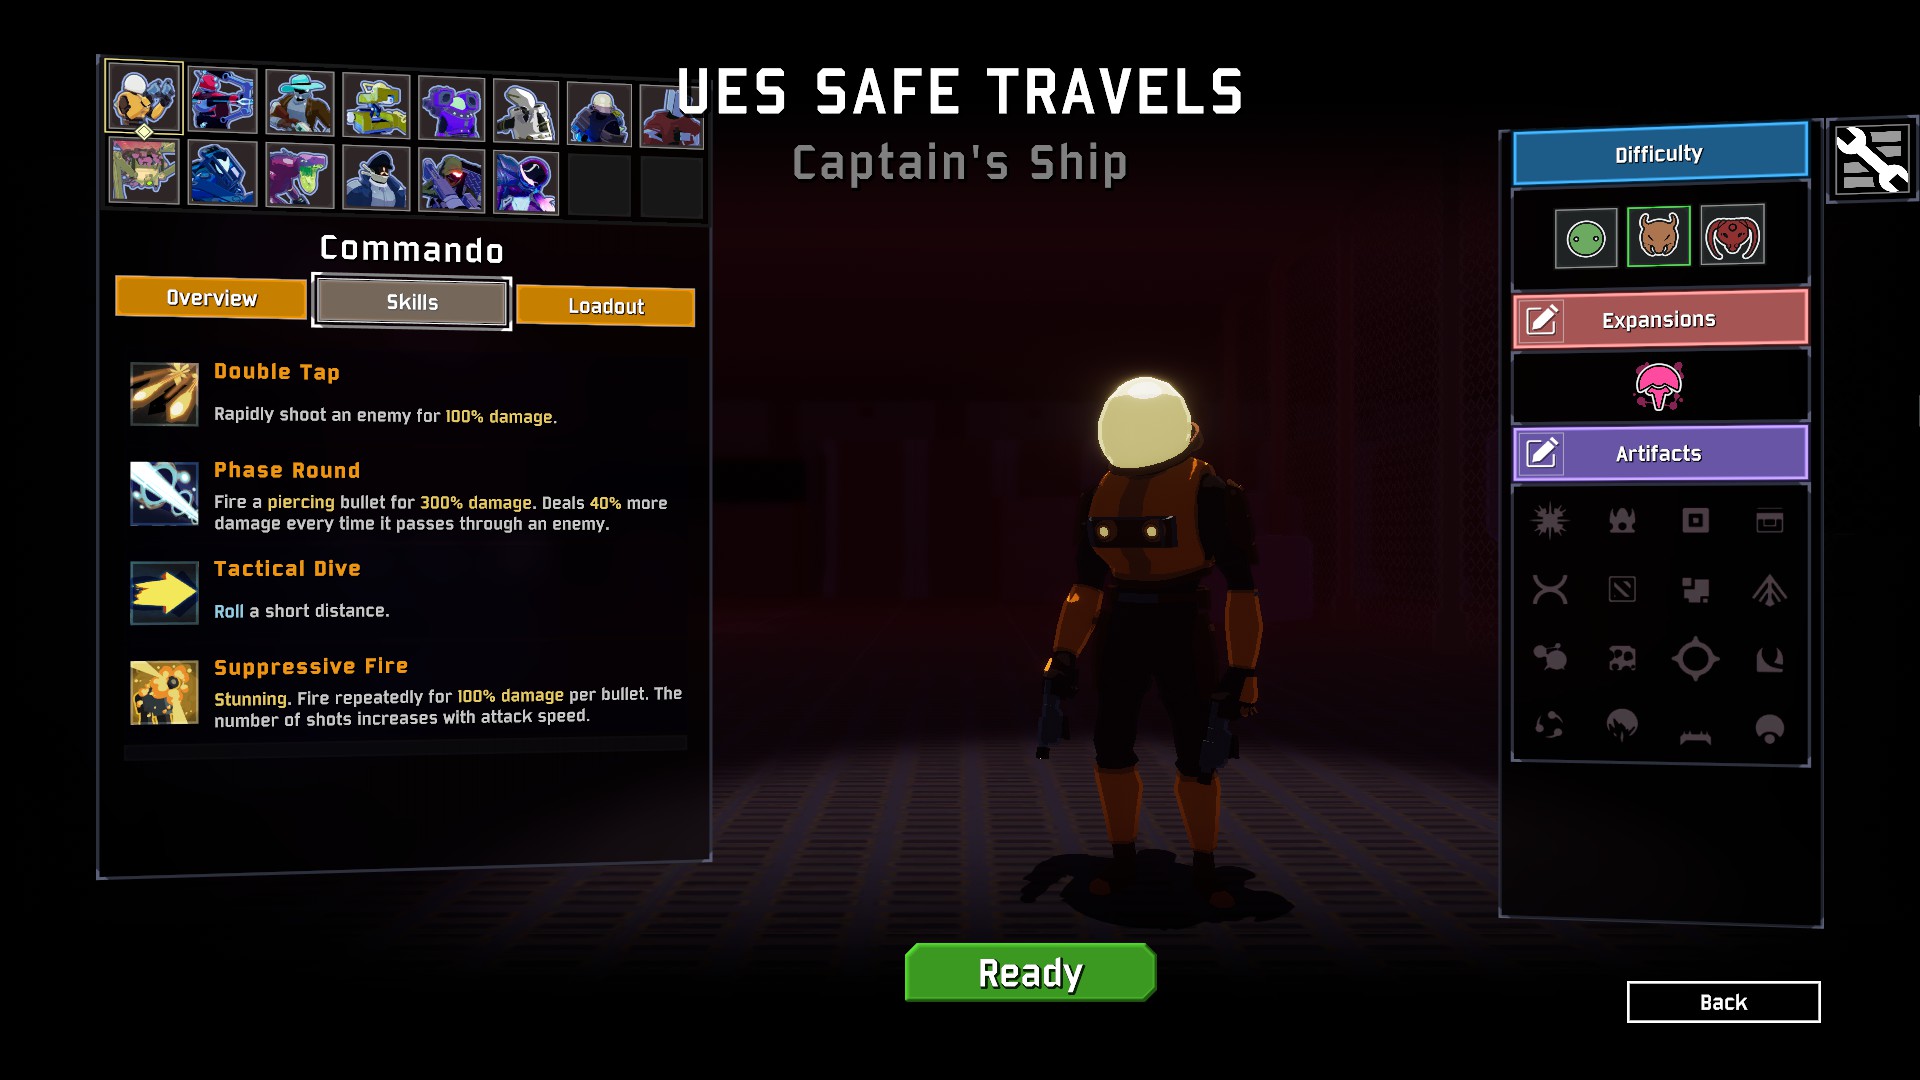 UES SAFE TRAVELS
Captain's Ship
Commando
Overview
Skills
Loadout
Double Tap
Rapidly shoot an enemy for 100% damage.
Phase Round
Fire a piercing bullet for 300% damage. Deals 40% more
damage every time it passes through an enemy.
Tactical Dive
Roll a short distance.
Suppressive Fire
Stunning. Fire repeatedly for 100% damage per bullet. The
number of shots increases with attack speed.
Difficulty
Expansions
Artifacts
Ready
Back